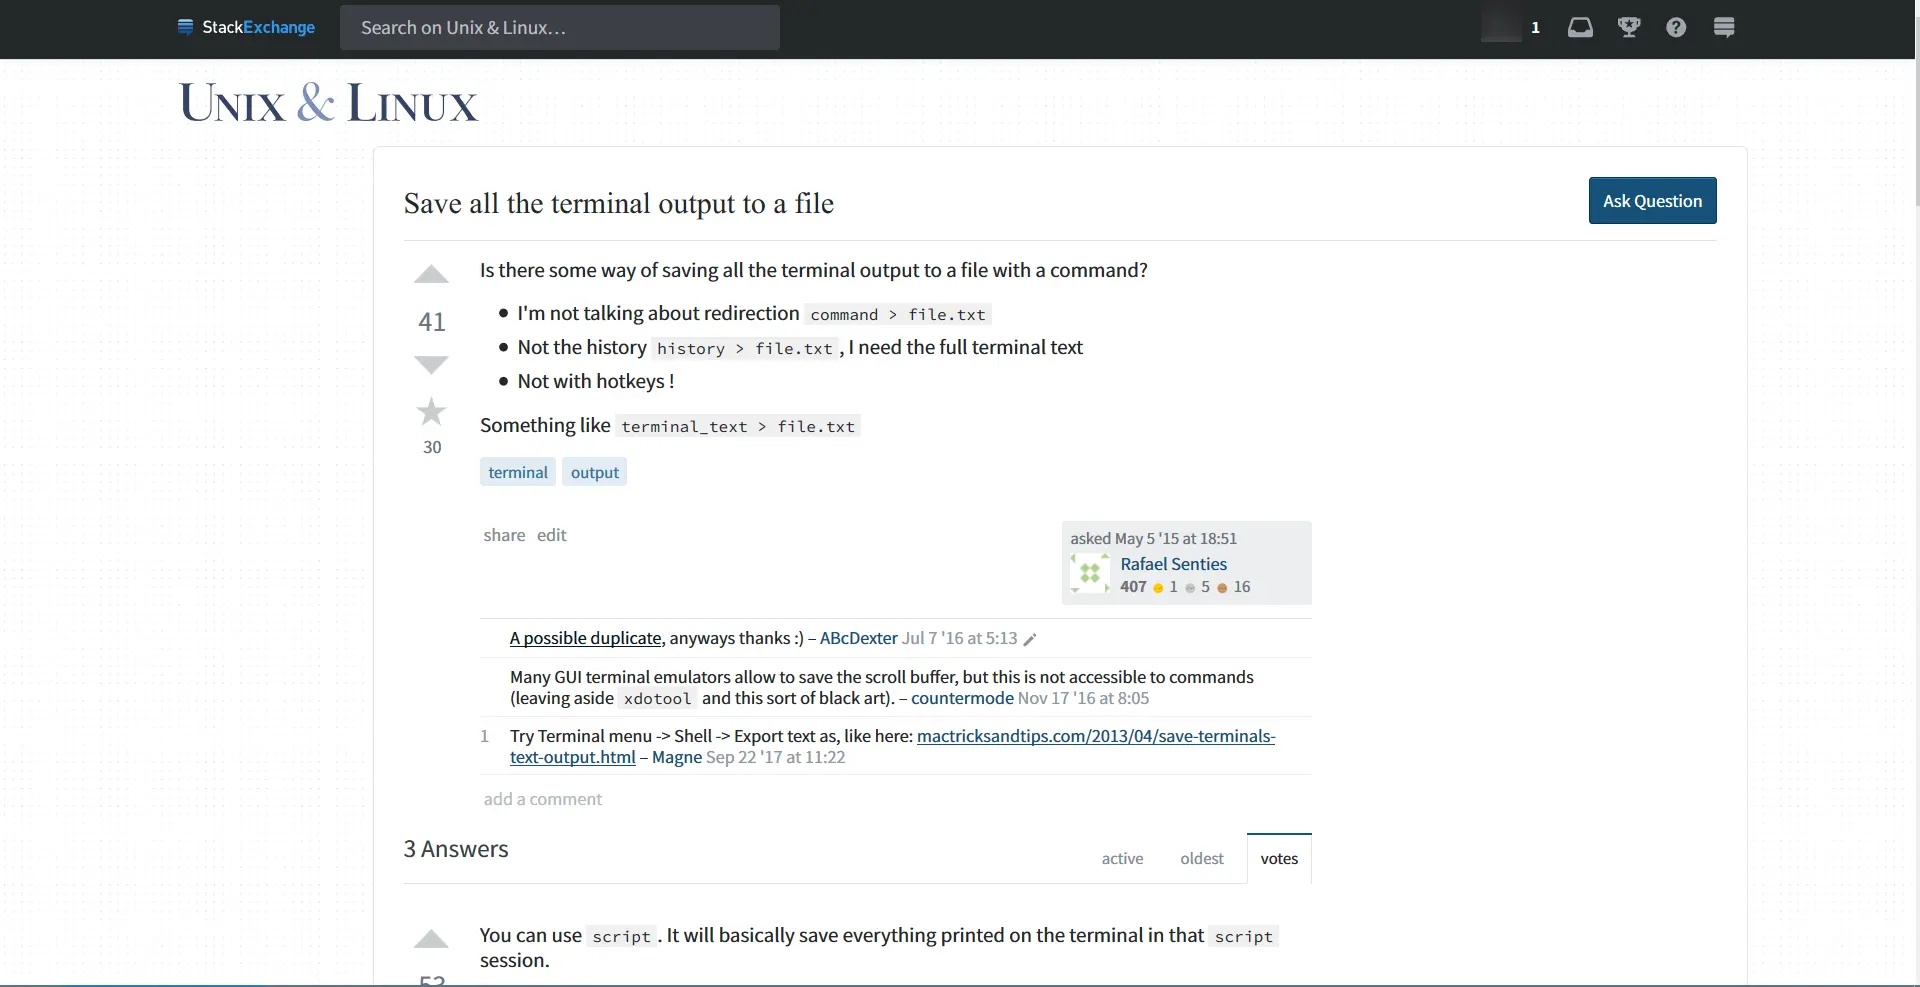 StackExchange
Search on Unix & Linux...
1
Unix & Linux
Save all the terminal output to a file
Ask Question
Is there some way of saving all the terminal output to a file with a command?
41
• I'm not talking about redirection command > file.txt
• Not the history history > file.txt, I need the full terminal text
• Not with hotkeys !
30
Something like terminal_text > file.txt
terminal output
share edit
asked May 5 '15 at 18:51
Rafael Senties
407 1 5 16
A possible duplicate, anyways thanks :) – ABcDexter Jul 7 '16 at 5:13
Many GUI terminal emulators allow to save the scroll buffer, but this is not accessible to commands
(leaving aside xdotool and this sort of black art). – countermode Nov 17 '16 at 8:05
1 Try Terminal menu -> Shell -> Export text as, like here: mactricksandtips.com/2013/04/save-terminals-
text-output.html – Magne Sep 22 '17 at 11:22
add a comment
3 Answers
active oldest votes
You can use script. It will basically save everything printed on the terminal in that script
session.
53